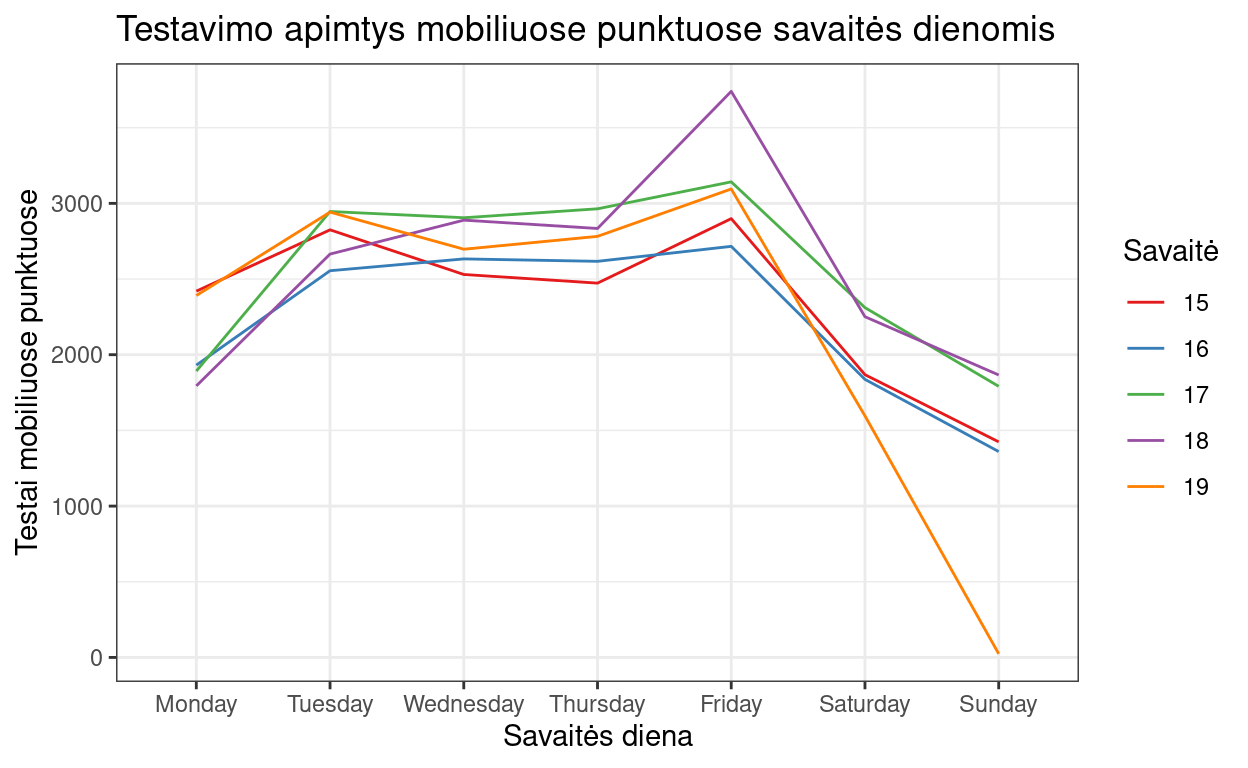 Testavimo apimtys mobiliuose punktuose savaitės dienomis
Testai mobiliuose punktuose
3000
2000
1000
0
Monday
Tuesday
Wednesday
Thursday
Friday
Saturday
Sunday
Savaitės diena
Savaitė
15
16
17
18
19